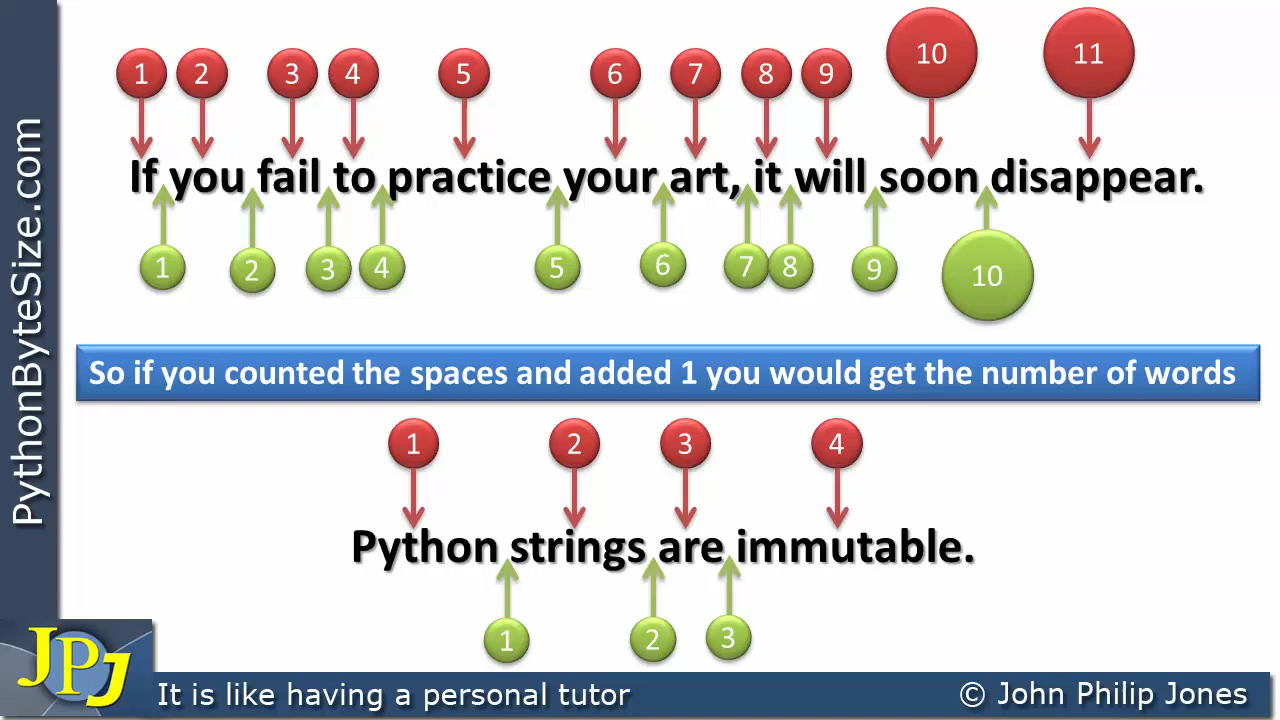 PythonByteSize.com
1 2 3 4 5 6 7 8 9 10 11
If you fail to practice your art, it will soon disappear.
1 2 3 4 5 6 7 8 9 10
So if you counted the spaces and added 1 you would get the number of words
1 2 3 4
Python strings are immutable.
1 2 3
JPJ
It is like having a personal tutor
© John Philip Jones